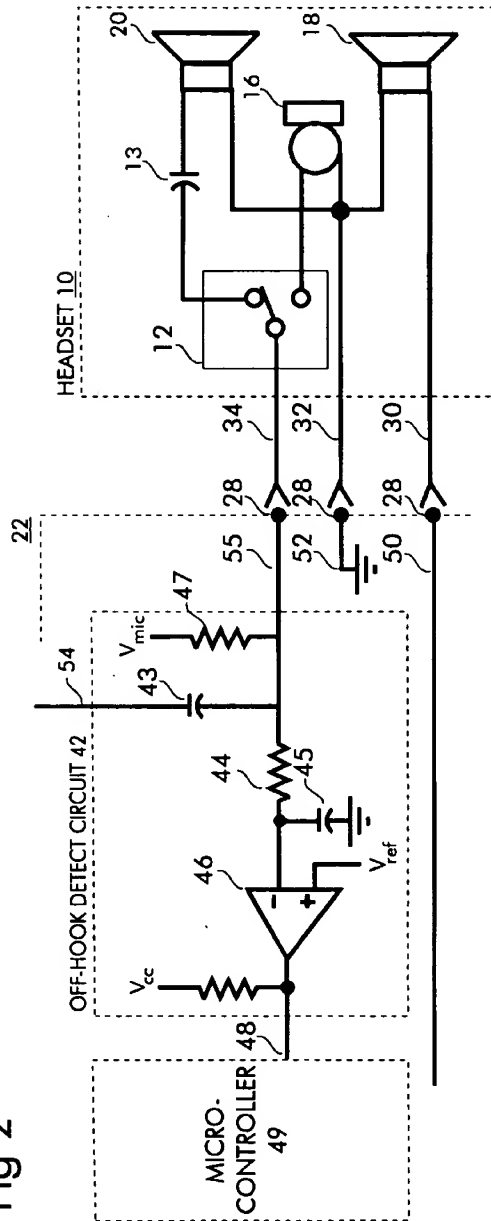 Fig 2
HEADSET 10
20
13
16
18
12
34
32
30
28
28
28
22
55
52
50
54
OFF-HOOK DETECT CIRCUIT 42
Vmic
47
43
44
45
46
Vref
Vcc
48
MICRO-
CONTROLLER
49